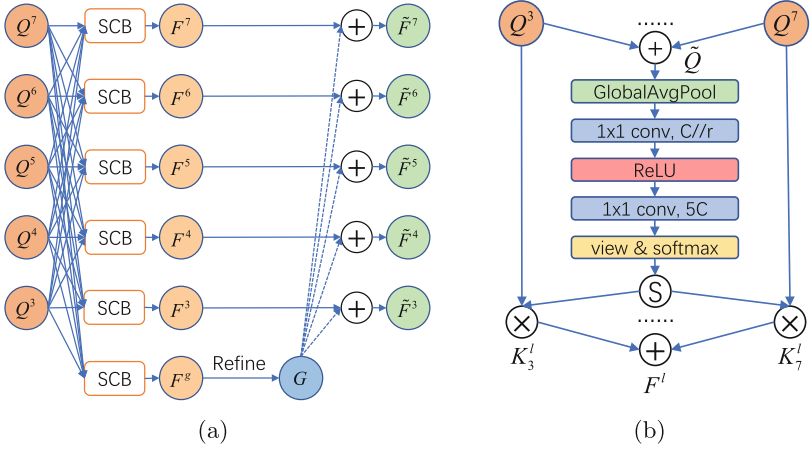 Q^7 SCB F^7 + F̃^7
Q^6 SCB F^6 + F̃^6
Q^5 SCB F^5 + F̃^5
Q^4 SCB F^4 + F̃^4
Q^3 SCB F^3 + F̃^3
SCB F^g Refine G
(a)
Q^3 ...... Q^7
+
Q̃
GlobalAvgPool
1x1 conv, C//r
ReLU
1x1 conv, 5C
view & softmax
S
......
× + ×
K_3^l F^l K_7^l
(b)